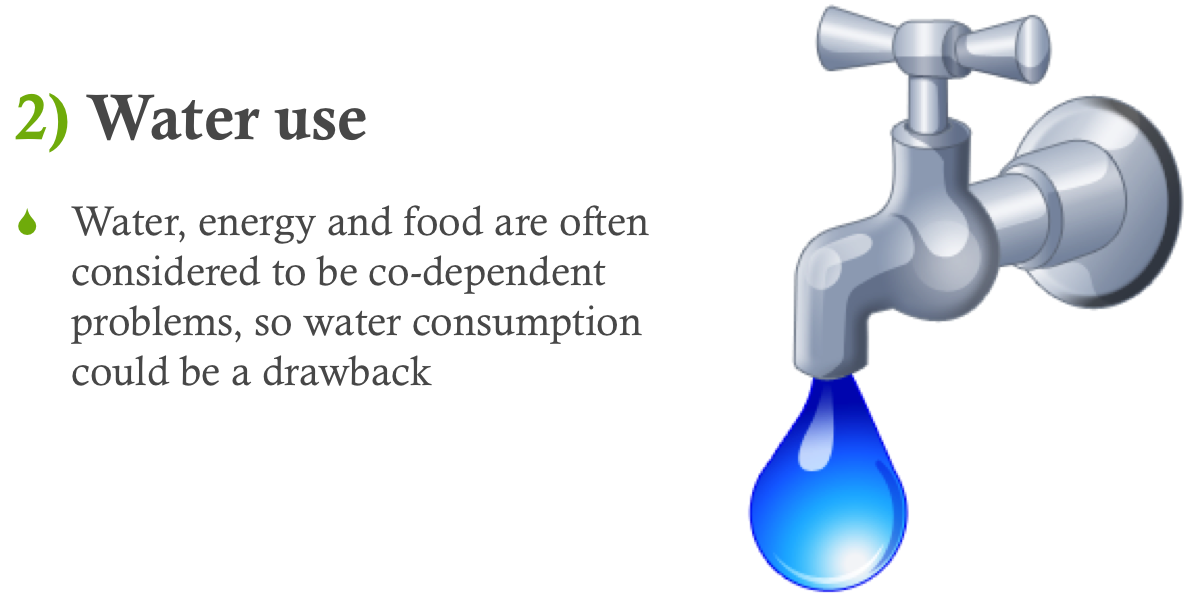 2) Water use
Water, energy and food are often
considered to be co-dependent
problems, so water consumption
could be a drawback